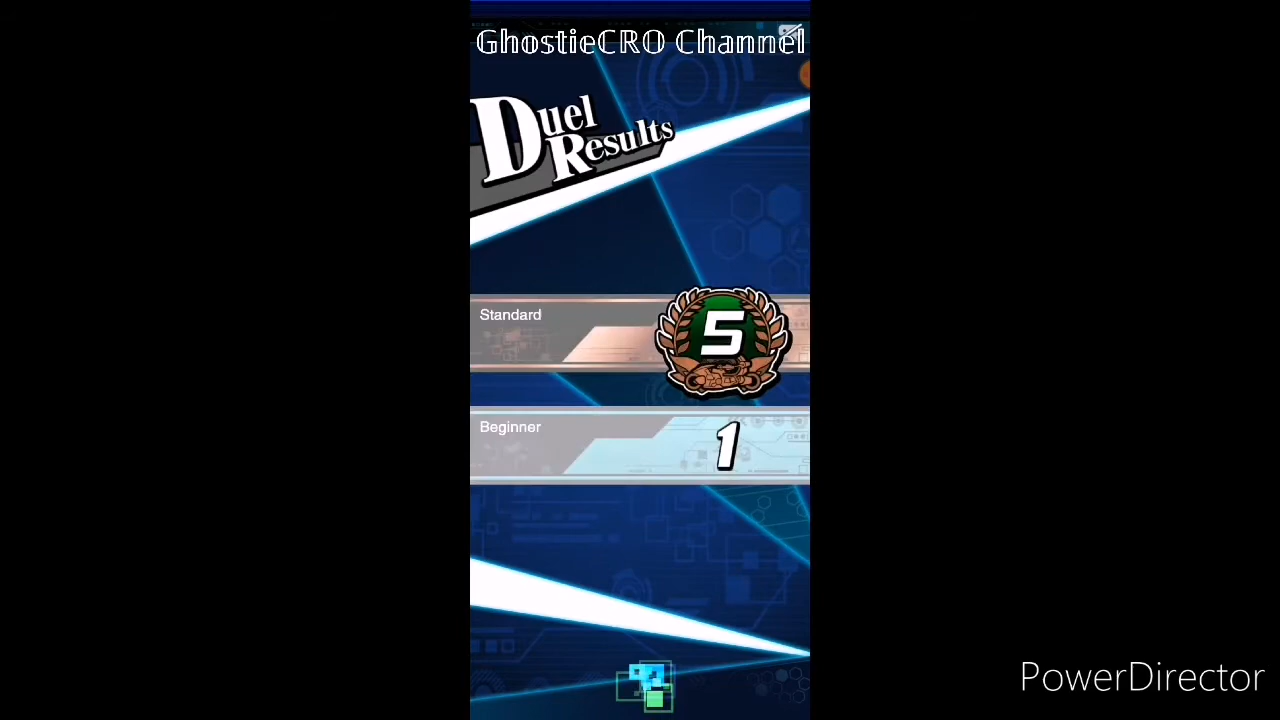 GhostieCRO Channel
Duel
Results
Standard
5
Beginner
1
PowerDirector